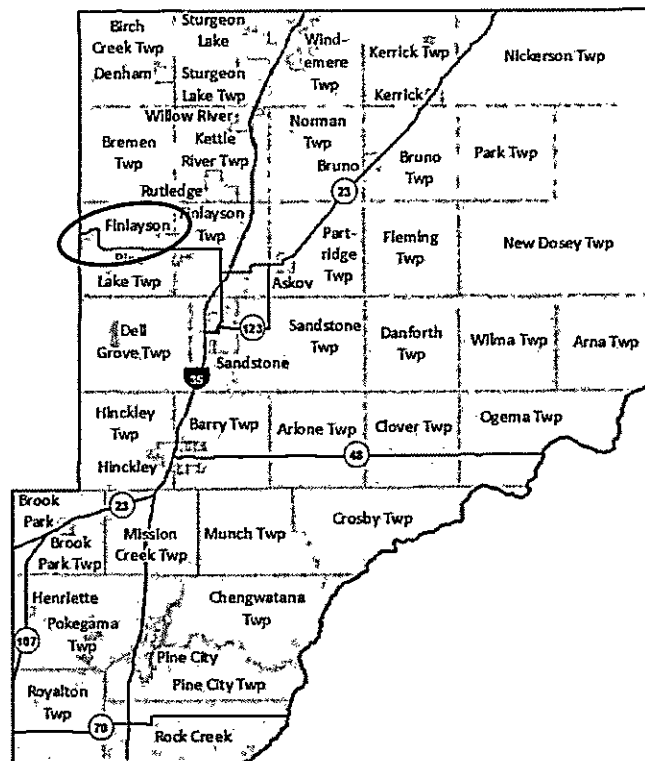 Birch
Creek Twp
Sturgeon
Lake
Wind-
emere
Twp
Kerrick Twp
Nickerson Twp
Denham
Sturgeon
Lake Twp
Kerrick
Willow River
Bremen
Twp
Kettle
River Twp
Norman
Twp
Bruno
Bruno
Twp
Park Twp
Rutledge
23
Finlayson
Finlayson
Twp
Part-
ridge
Twp
Fleming
Twp
New Dosey Twp
Lake Twp
Askov
Dell
Grove Twp
123
Sandstone
Twp
Danforth
Twp
Wilma Twp
Arna Twp
Sandstone
35
Hinckley
Twp
Barry Twp
Arlone Twp
Clover Twp
Ogema Twp
Hinckley
48
Brook
Park
23
Brook
Park Twp
Mission
Creek Twp
Munch Twp
Crosby Twp
Henriette
Pokegama
Twp
Chengwatana
Twp
107
Pine City
Royalton
Twp
Pine City Twp
70
Rock Creek